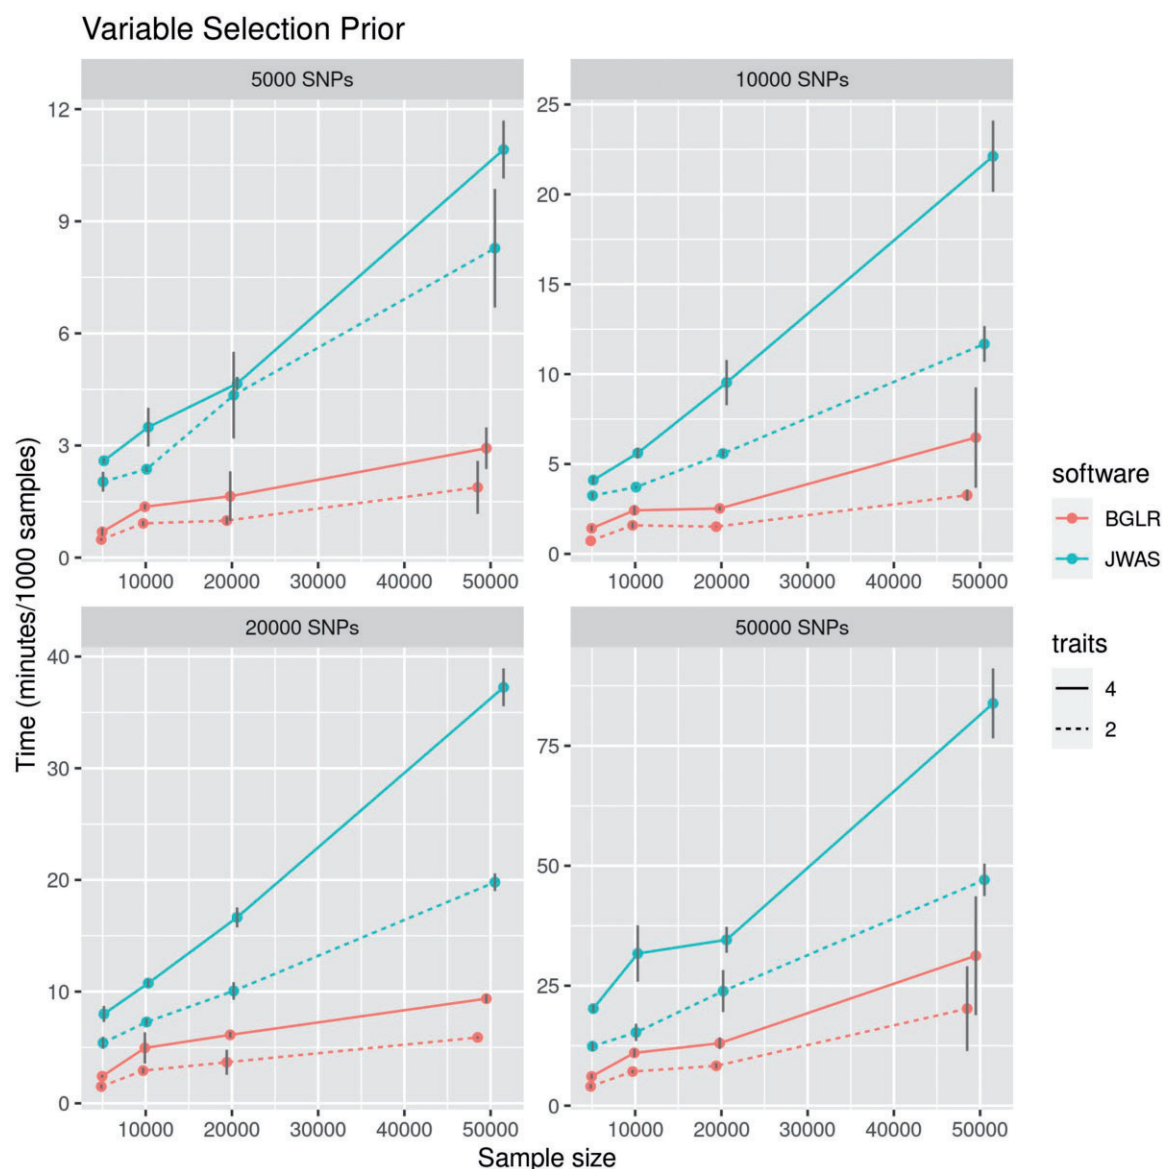 Variable Selection Prior
5000 SNPs
10000 SNPs
12
9
6
3
0
25
20
15
10
5
0
10000 20000 30000 40000 50000
10000 20000 30000 40000 50000
20000 SNPs
50000 SNPs
40
30
20
10
0
75
50
25
0
10000 20000 30000 40000 50000
10000 20000 30000 40000 50000
Time (minutes/1000 samples)
Sample size
software
BGLR
JWAS
traits
4
2